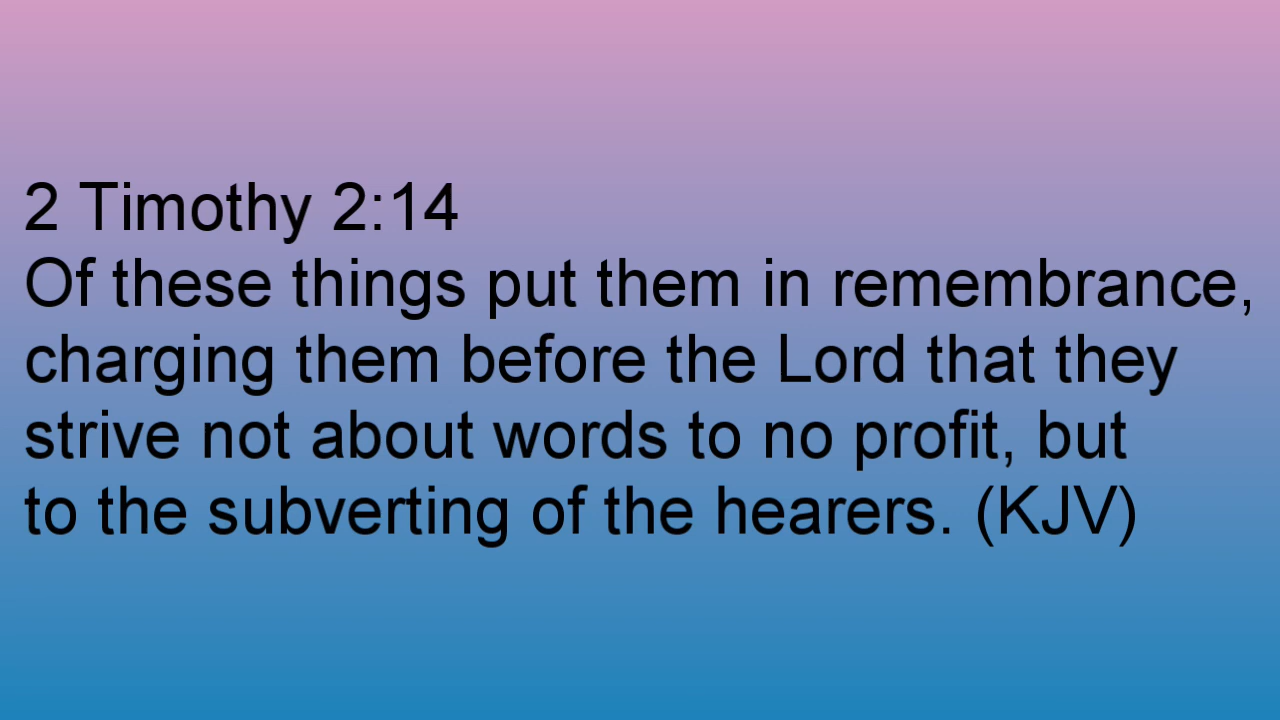 2 Timothy 2:14
Of these things put them in remembrance,
charging them before the Lord that they
strive not about words to no profit, but
to the subverting of the hearers. (KJV)